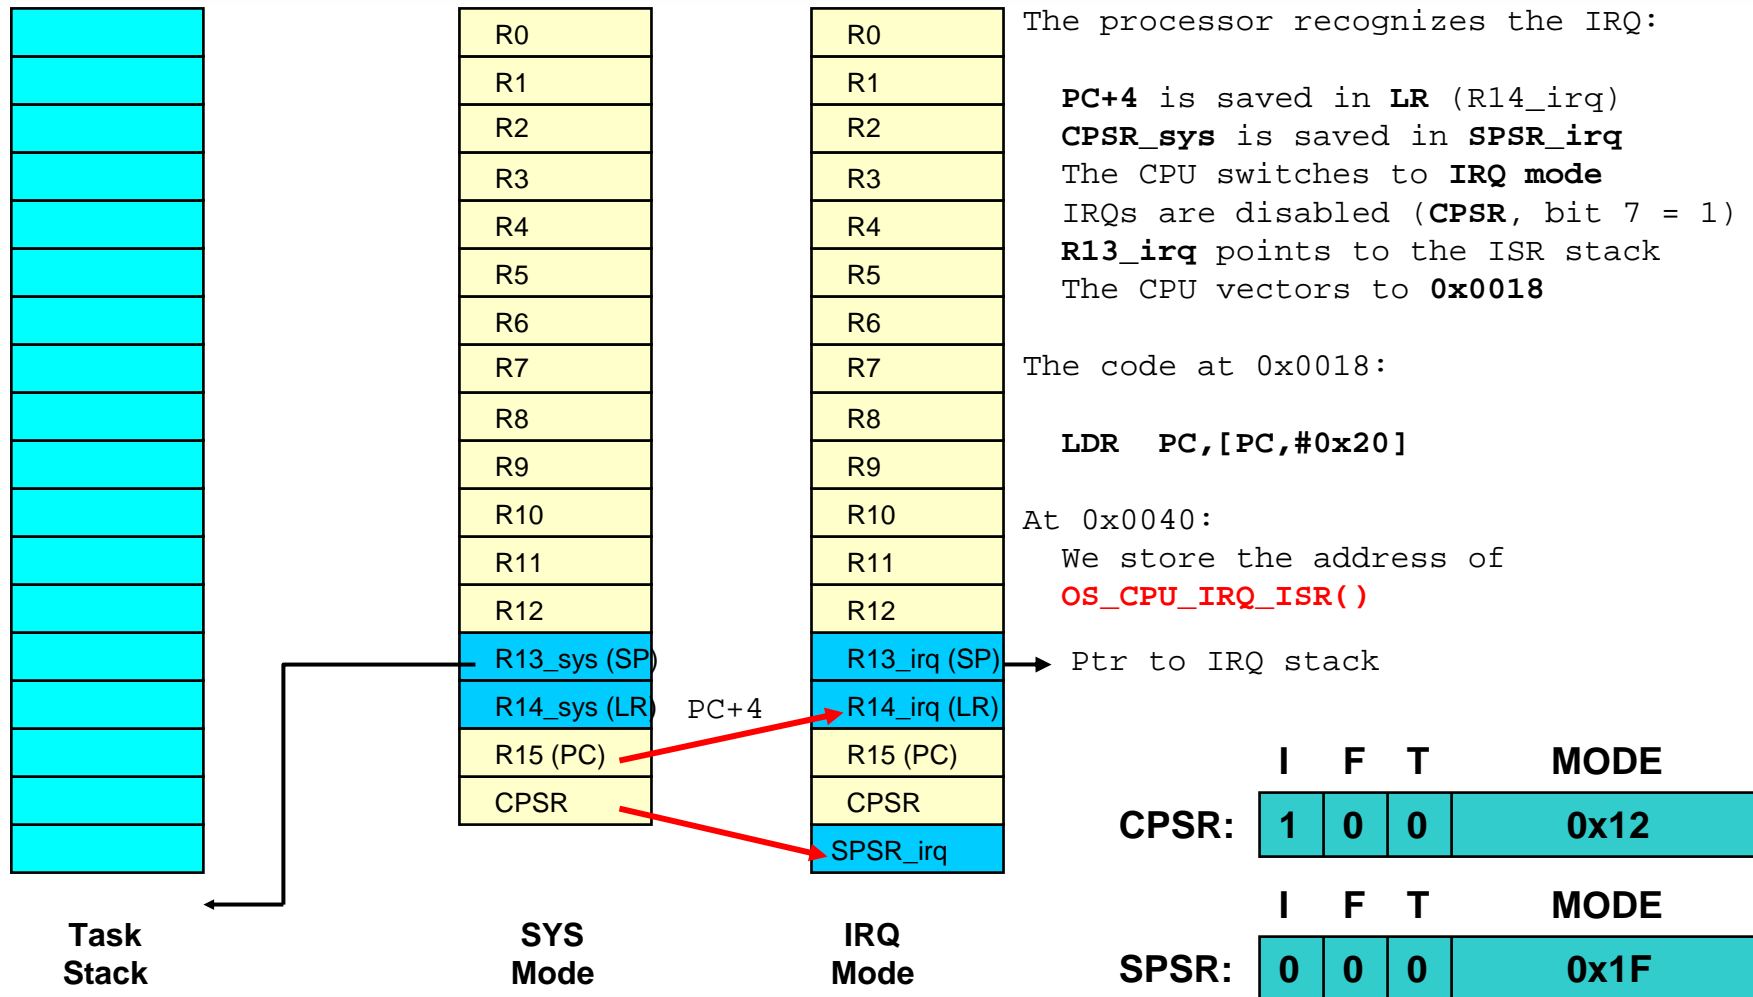 R0
R1
R2
R3
R4
R5
R6
R7
R8
R9
R10
R11
R12
R13_sys (SP)
R14_sys (LR)
R15 (PC)
CPSR
PC+4
R0
R1
R2
R3
R4
R5
R6
R7
R8
R9
R10
R11
R12
R13_irq (SP)
R14_irq (LR)
R15 (PC)
CPSR
SPSR_irq
Task
Stack
SYS
Mode
IRQ
Mode
The processor recognizes the IRQ:
PC+4 is saved in LR (R14_irq)
CPSR_sys is saved in SPSR_irq
The CPU switches to IRQ mode
IRQs are disabled (CPSR, bit 7 = 1)
R13_irq points to the ISR stack
The CPU vectors to 0x0018
The code at 0x0018:
LDR PC,[PC,#0x20]
At 0x0040:
We store the address of
OS_CPU_IRQ_ISR()
Ptr to IRQ stack
I F T MODE
CPSR: 1 0 0 0x12
I F T MODE
SPSR: 0 0 0 0x1F